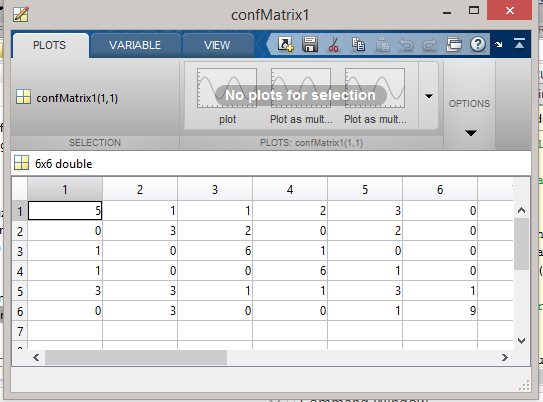 confMatrix1
PLOTS VARIABLE VIEW
confMatrix1(1,1)
No plots for selection
plot Plot as mult... Plot as mult...
OPTIONS
SELECTION PLOTS: confMatrix1(1,1)
6x6 double
1 2 3 4 5 6
1 5 1 1 2 3 0
2 0 3 2 0 2 0
3 1 0 6 1 0 0
4 1 0 0 6 1 0
5 3 3 1 1 3 1
6 0 3 0 0 1 9
7
Command Window